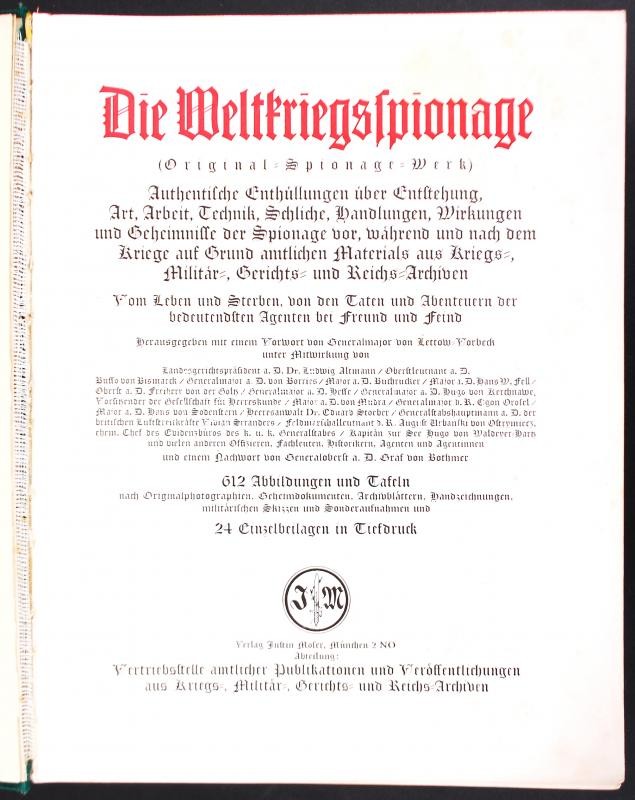 Die Weltkriegsspionage
(Original-Spionage-Werk)
Authentische Enthüllungen über Entstehung,
Art, Arbeit, Technik, Schliche, Handlungen, Wirkungen
und Geheimnisse der Spionage vor, während und nach dem
Kriege auf Grund amtlichen Materials aus Kriegs-,
Militär-, Gerichts- und Reichs-Archiven
Vom Leben und Sterben, von den Taten und Abenteuern der
bedeutendsten Agenten bei Freund und Feind
Herausgegeben mit einem Vorwort von Generalmajor von Lettow-Vorbeck
unter Mitwirkung von
Landesgerichtspräsident a. D. Dr. Ludwig Altmann / Oberstleutnant a. D.
Busso von Bismarck / Generalmajor a. D. von Borries / Major a. D. Buchrucker / Major a. D. Hans W. Fell /
Oberst a. D. Freiherr von der Goltz / Generalmajor a. D. Hesse / Generalmajor a. D. Hugo von Kerchnawe,
Vorsitzender der Gesellschaft für Heereskunde / Major a. D. von Mudra / Generalmajor d. R. Egon Grosel /
Major a. D. Hans von Sodenstern / Heeresanwalt Dr. Eduard Stoeber / Generalstabshauptmann a. D. der
britischen Luftstreitkräfte Vivian Stranders / Feldmarschalleutnant d. R. August Urbanski von Ostrymiecz,
ehem. Chef des Evidenzbüros des k. u. k. Generalstabes / Kapitän zur See Hugo von Waldeyer-Hartz
und vielen anderen Offizieren, Fachleuten, Historikern, Agenten und Agentinnen
und einem Nachwort von Generaloberst a. D. Graf von Bothmer
612 Abbildungen und Tafeln
nach Originalphotographien, Geheimdokumenten, Archivblättern, Handzeichnungen,
militärischen Skizzen und Sonderaufnahmen und
24 Einzelbeilagen in Tiefdruck
J M
Verlag Justin Moser, München 2 NO
Abteilung:
Vertriebsstelle amtlicher Publikationen und Veröffentlichungen
aus Kriegs-, Militär-, Gerichts- und Reichs-Archiven